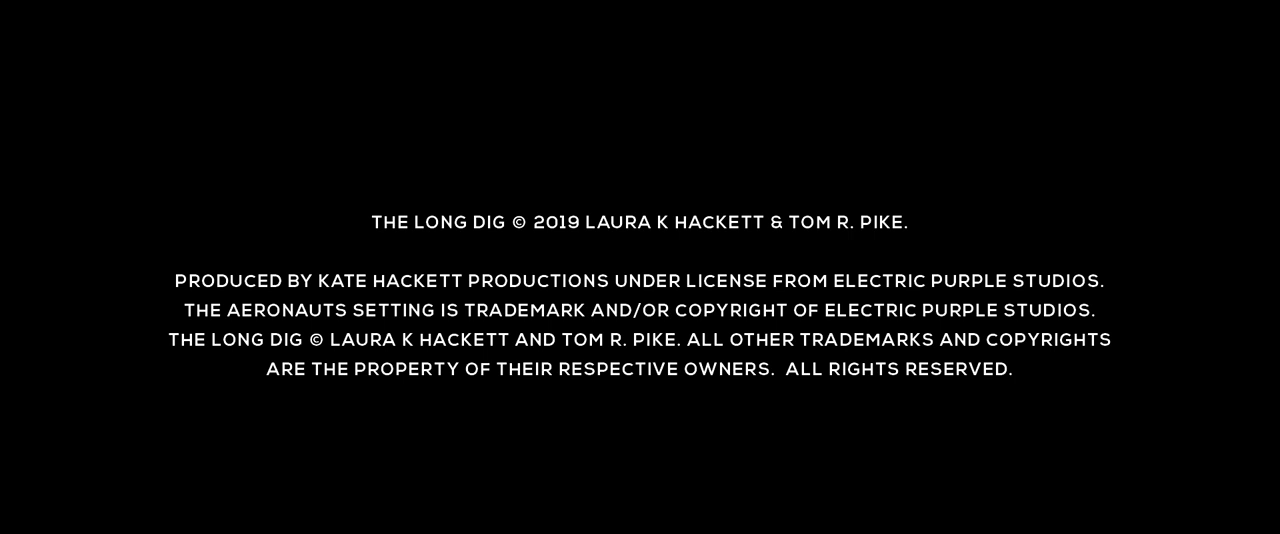 THE LONG DIG © 2019 LAURA K HACKETT & TOM R. PIKE.
PRODUCED BY KATE HACKETT PRODUCTIONS UNDER LICENSE FROM ELECTRIC PURPLE STUDIOS.
THE AERONAUTS SETTING IS TRADEMARK AND/OR COPYRIGHT OF ELECTRIC PURPLE STUDIOS.
THE LONG DIG © LAURA K HACKETT AND TOM R. PIKE. ALL OTHER TRADEMARKS AND COPYRIGHTS
ARE THE PROPERTY OF THEIR RESPECTIVE OWNERS.  ALL RIGHTS RESERVED.